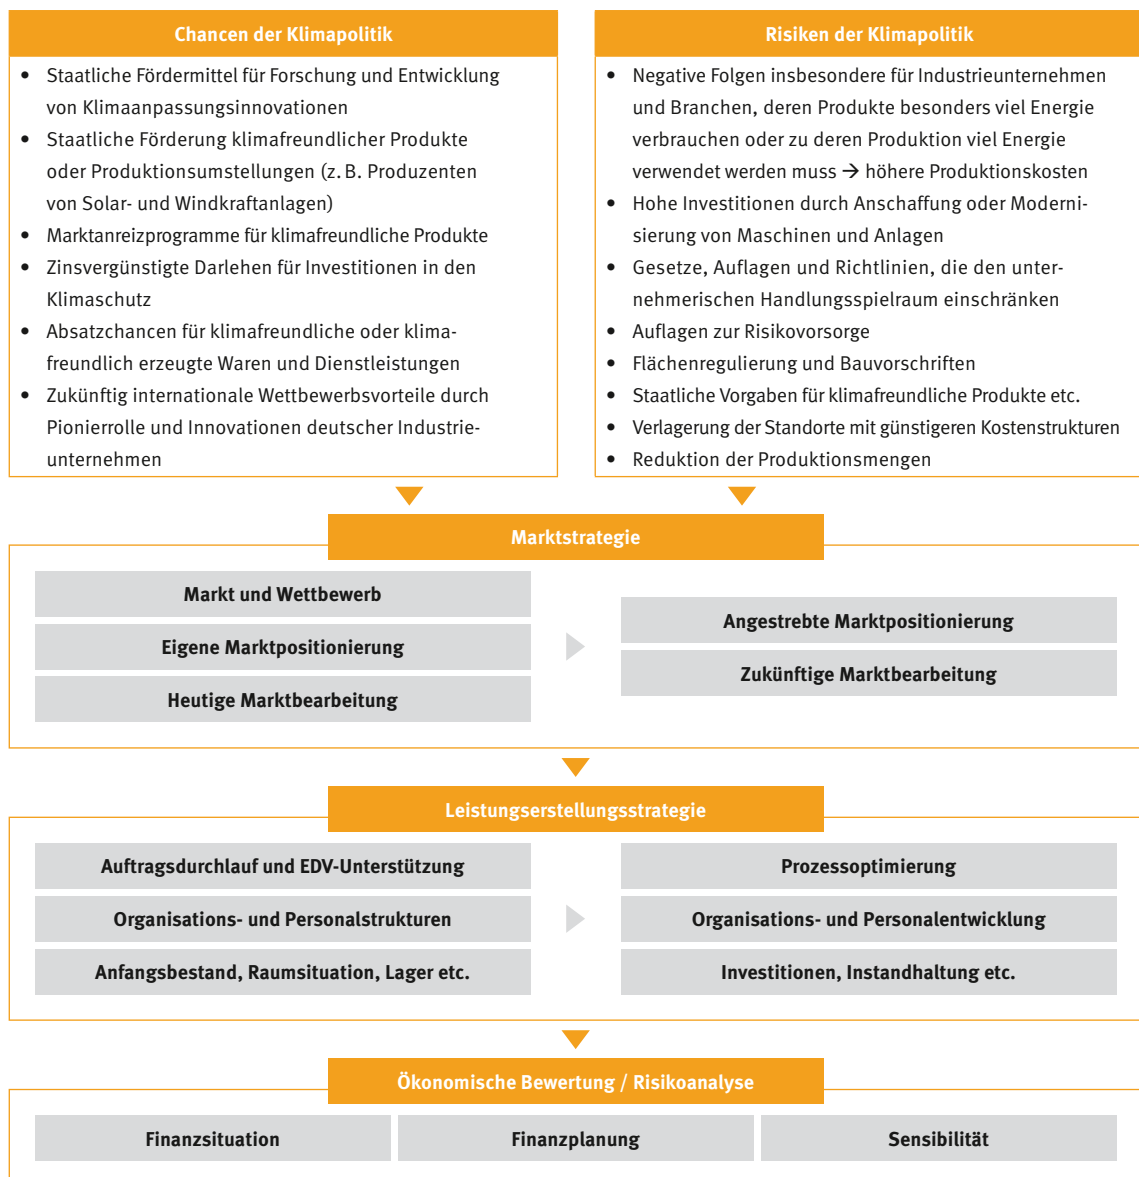 Chancen der Klimapolitik
• Staatliche Fördermittel für Forschung und Entwicklung
von Klimaanpassungsinnovationen
• Staatliche Förderung klimafreundlicher Produkte
oder Produktionsumstellungen (z. B. Produzenten
von Solar- und Windkraftanlagen)
• Marktanreizprogramme für klimafreundliche Produkte
• Zinsvergünstigte Darlehen für Investitionen in den
Klimaschutz
• Absatzchancen für klimafreundliche oder klima-
freundlich erzeugte Waren und Dienstleistungen
• Zukünftig internationale Wettbewerbsvorteile durch
Pionierrolle und Innovationen deutscher Industrie-
unternehmen
Risiken der Klimapolitik
• Negative Folgen insbesondere für Industrieunternehmen
und Branchen, deren Produkte besonders viel Energie
verbrauchen oder zu deren Produktion viel Energie
verwendet werden muss → höhere Produktionskosten
• Hohe Investitionen durch Anschaffung oder Moderni-
sierung von Maschinen und Anlagen
• Gesetze, Auflagen und Richtlinien, die den unter-
nehmerischen Handlungsspielraum einschränken
• Auflagen zur Risikovorsorge
• Flächenregulierung und Bauvorschriften
• Staatliche Vorgaben für klimafreundliche Produkte etc.
• Verlagerung der Standorte mit günstigeren Kostenstrukturen
• Reduktion der Produktionsmengen
Marktstrategie
Markt und Wettbewerb
Eigene Marktpositionierung
Heutige Marktbearbeitung
Angestrebte Marktpositionierung
Zukünftige Marktbearbeitung
Leistungserstellungsstrategie
Auftragsdurchlauf und EDV-Unterstützung
Organisations- und Personalstrukturen
Anfangsbestand, Raumsituation, Lager etc.
Prozessoptimierung
Organisations- und Personalentwicklung
Investitionen, Instandhaltung etc.
Ökonomische Bewertung / Risikoanalyse
Finanzsituation
Finanzplanung
Sensibilität